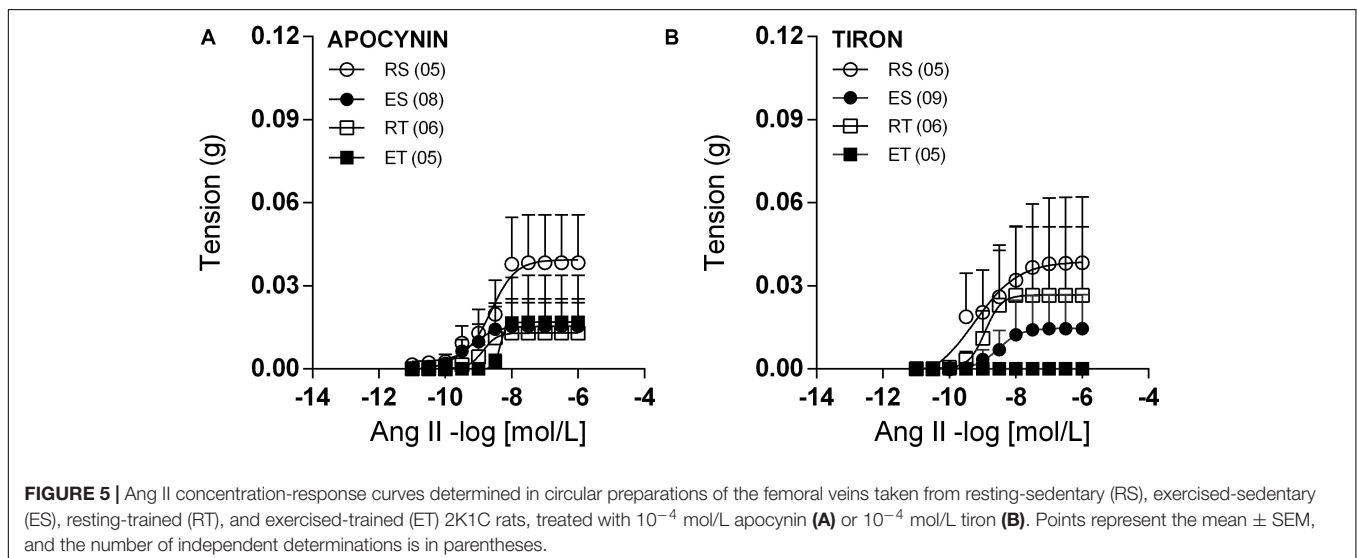 A
APOCYNIN
RS (05)
ES (08)
RT (06)
ET (05)
0.12
0.09
0.06
0.03
0.00
Tension (g)
-14 -12 -10 -8 -6 -4
Ang II -log [mol/L]
B
TIRON
RS (05)
ES (09)
RT (06)
ET (05)
0.12
0.09
0.06
0.03
0.00
Tension (g)
-14 -12 -10 -8 -6 -4
Ang II -log [mol/L]
FIGURE 5 | Ang II concentration-response curves determined in circular preparations of the femoral veins taken from resting-sedentary (RS), exercised-sedentary
(ES), resting-trained (RT), and exercised-trained (ET) 2K1C rats, treated with 10⁻⁴ mol/L apocynin (A) or 10⁻⁴ mol/L tiron (B). Points represent the mean ± SEM,
and the number of independent determinations is in parentheses.